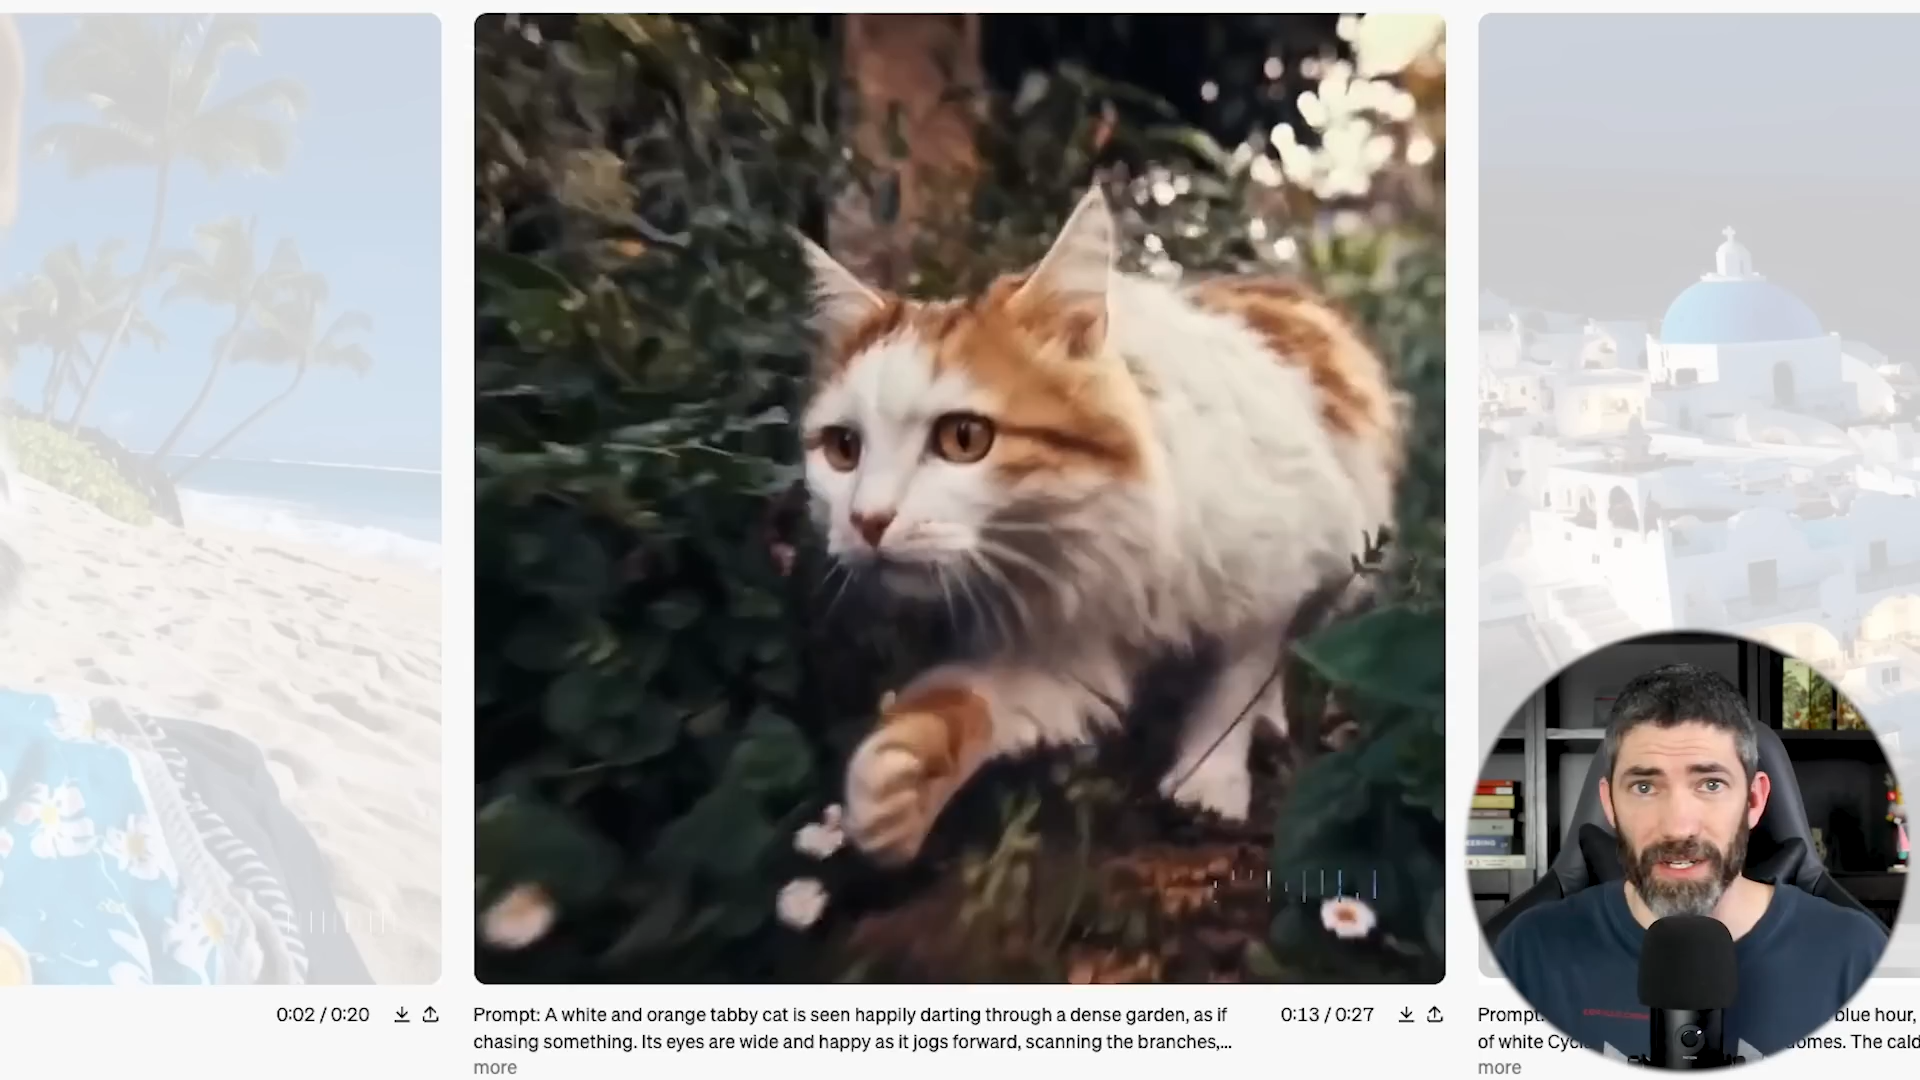 0:02 / 0:20
Prompt: A white and orange tabby cat is seen happily darting through a dense garden, as if
chasing something. Its eyes are wide and happy as it jogs forward, scanning the branches,...
more
0:13 / 0:27
Prompt:
blue hour,
of white Cycl
omes. The cald
more